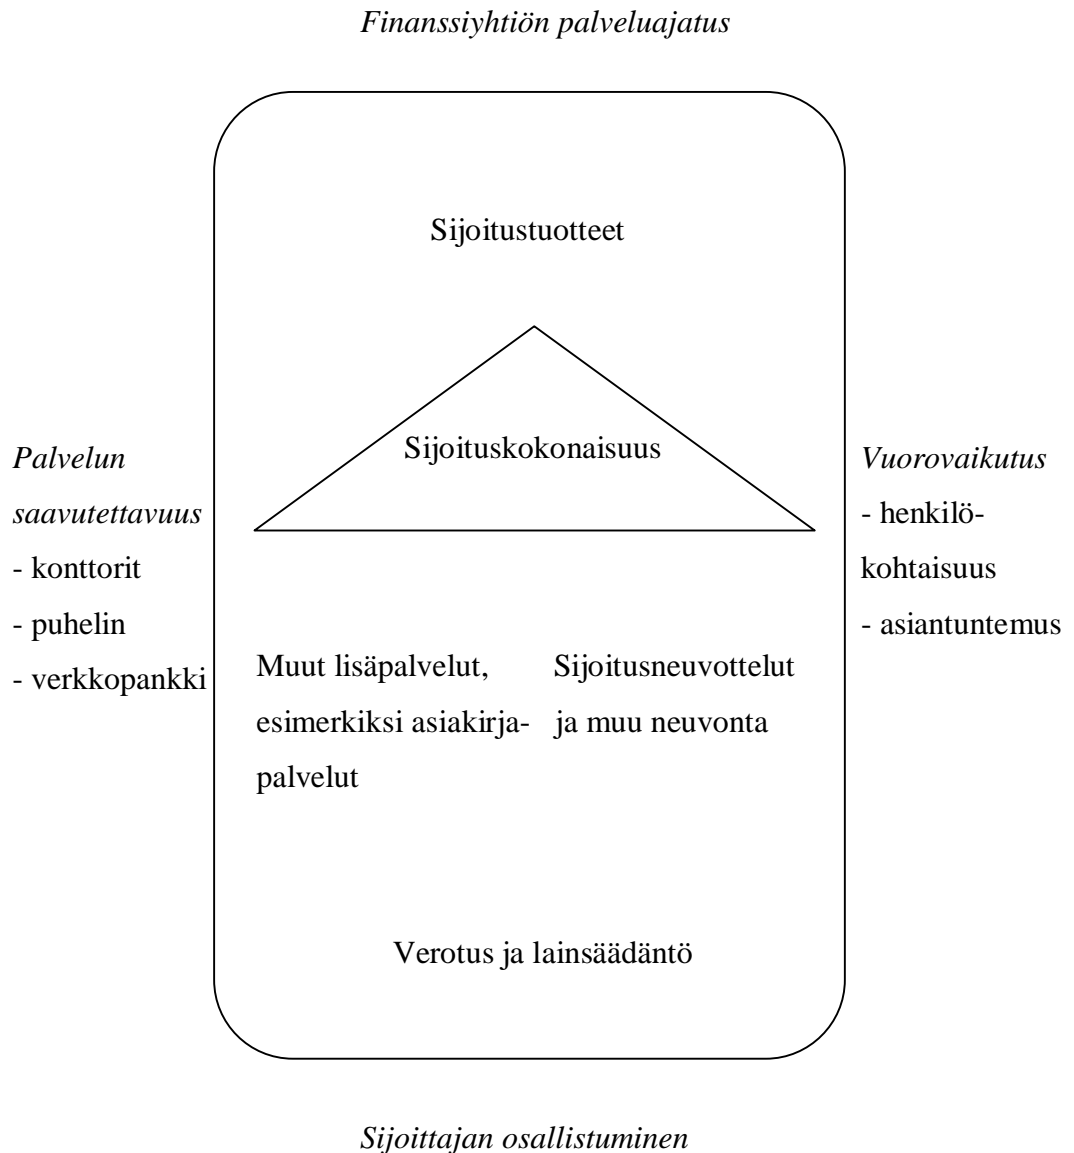 Finanssiyhtiön palveluajatus
Sijoitustuotteet
Sijoituskokonaisuus
Palvelun
saavutettavuus
- konttorit
- puhelin
- verkkopankki
Vuorovaikutus
- henkilö-
kohtaisuus
- asiantuntemus
Muut lisäpalvelut,
esimerkiksi asiakirja-
palvelut
Sijoitusneuvottelut
ja muu neuvonta
Verotus ja lainsäädäntö
Sijoittajan osallistuminen